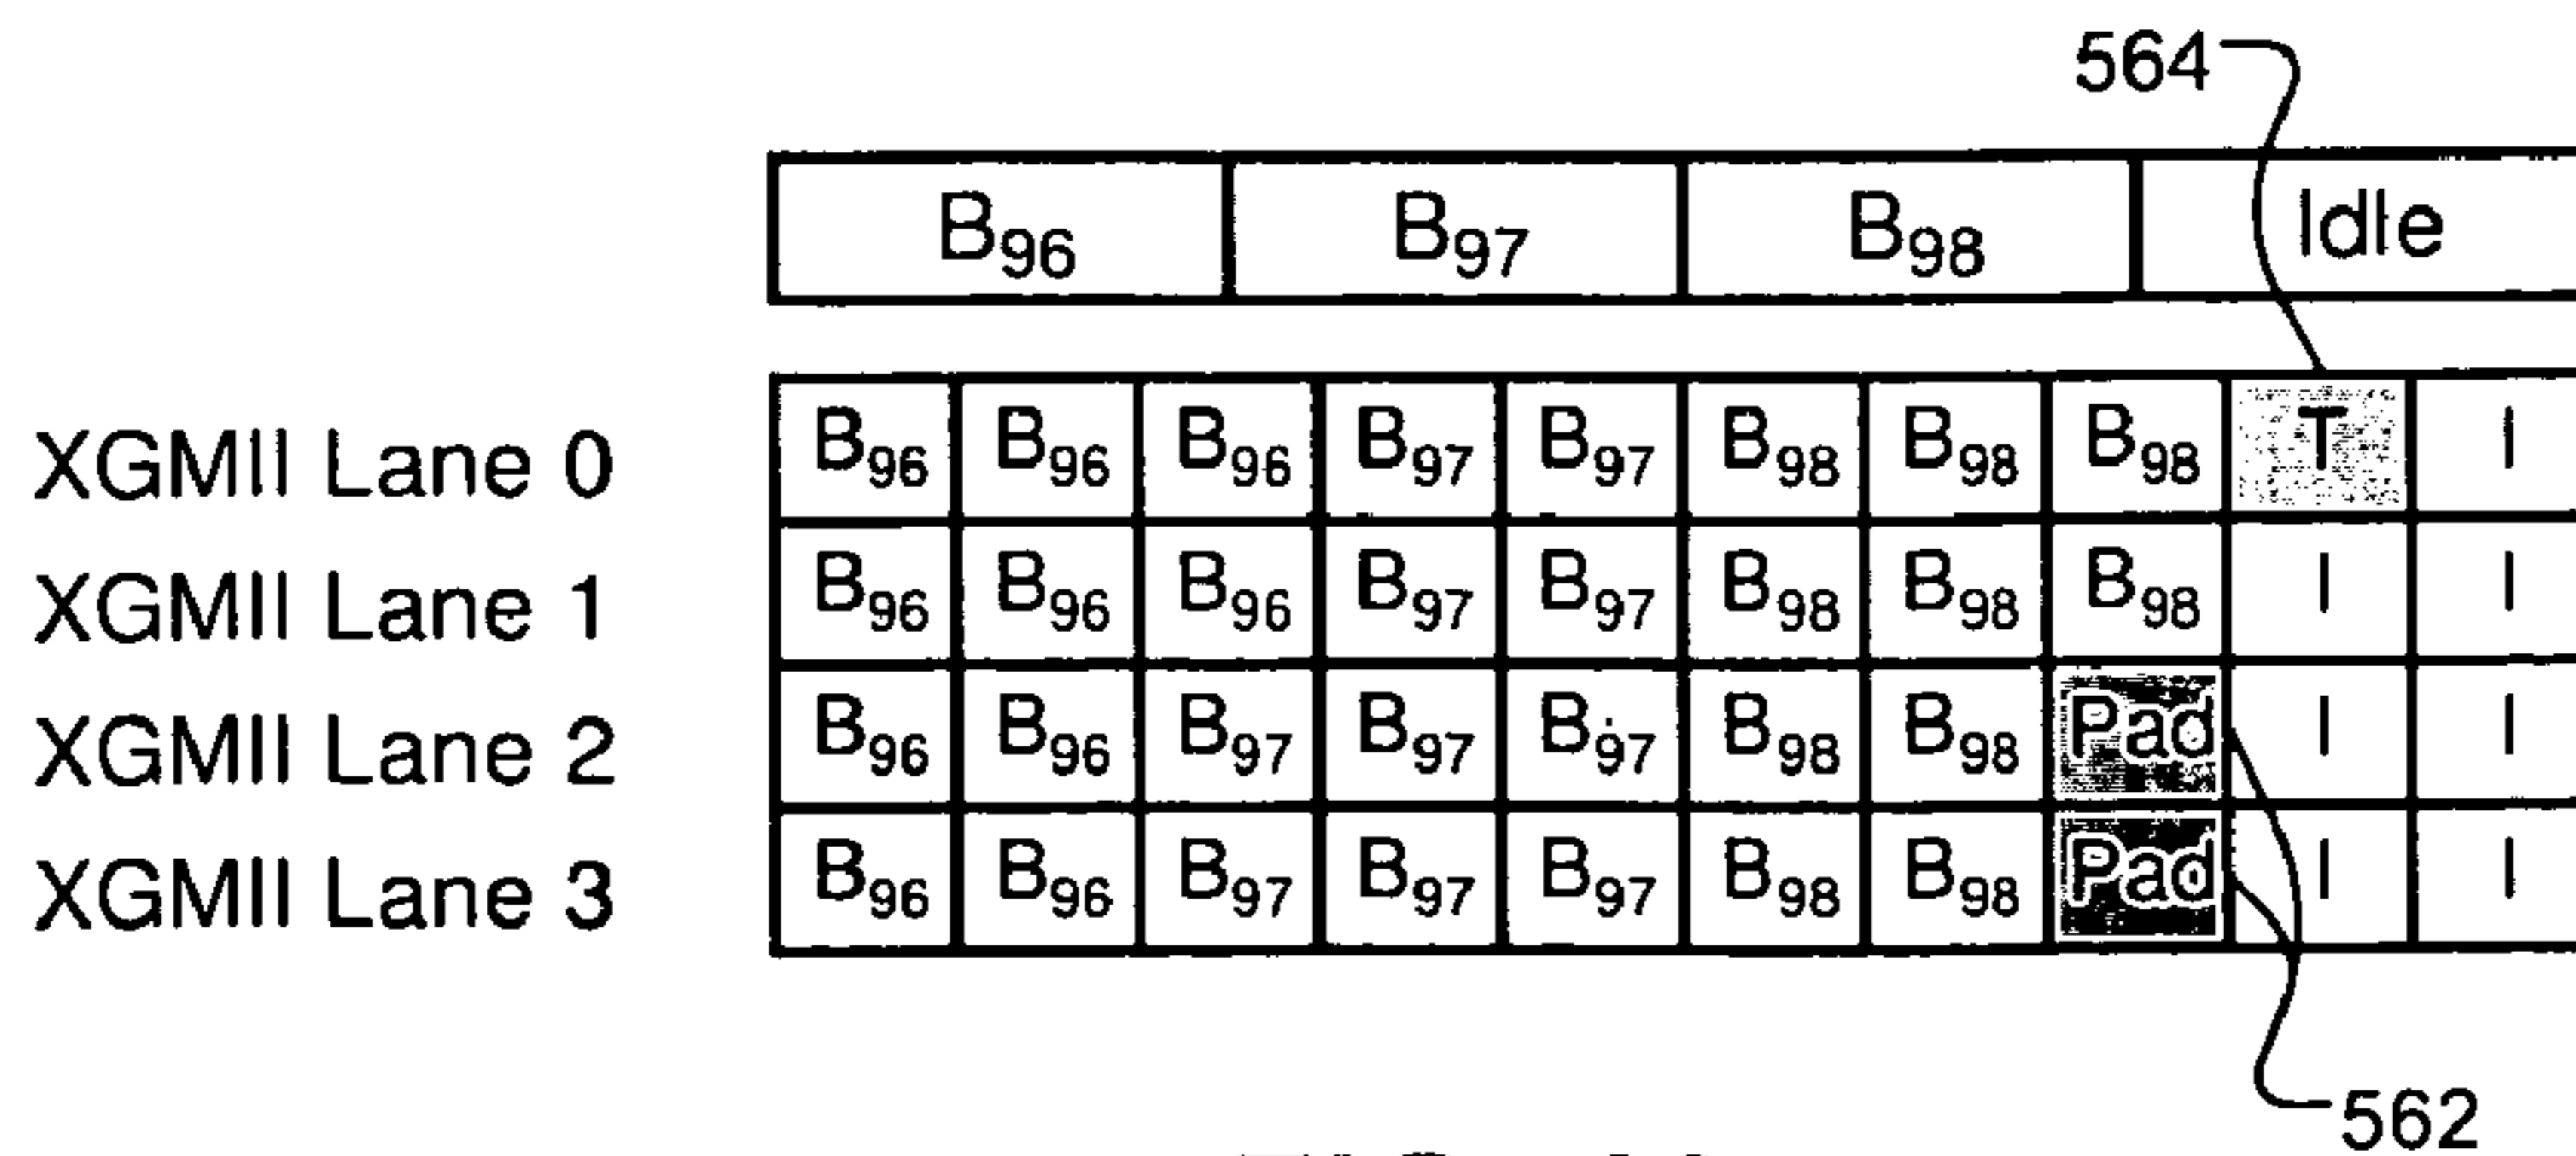 564
B96 B97 B98 Idle
XGMII Lane 0 B96 B96 B96 B97 B97 B98 B98 B98 T I
XGMII Lane 1 B96 B96 B96 B97 B97 B98 B98 B98 I I
XGMII Lane 2 B96 B96 B97 B97 B97 B98 B98 Pad I I
XGMII Lane 3 B96 B96 B97 B97 B97 B98 B98 Pad I I
562